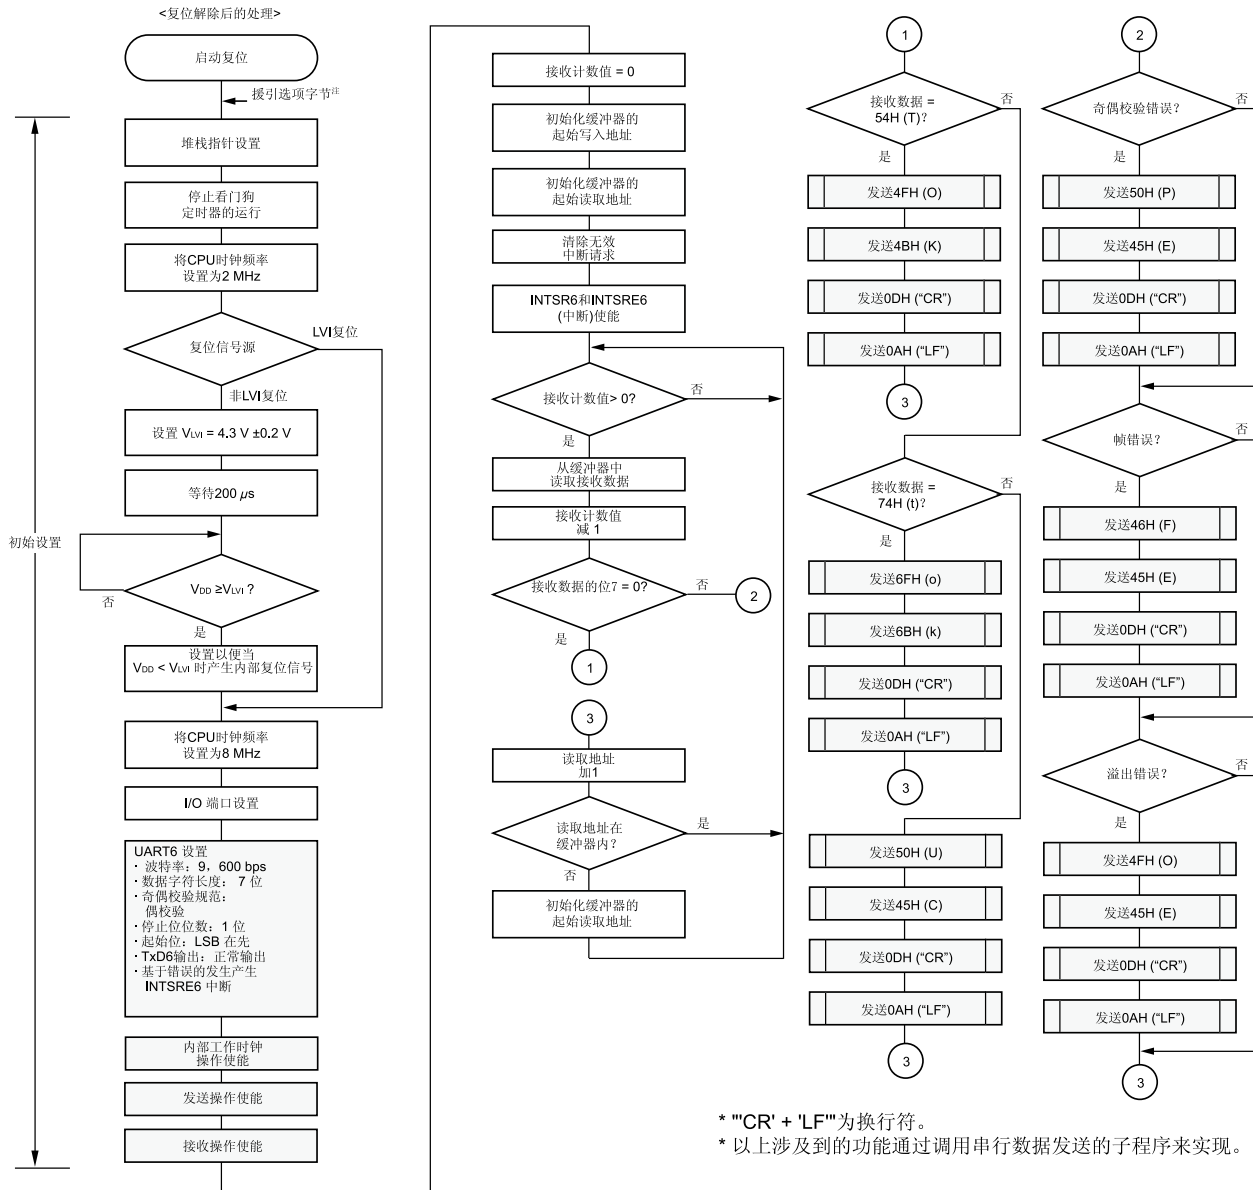 <复位解除后的处理>
启动复位
援引选项字节注
初始设置
堆栈指针设置
停止看门狗
定时器的运行
将CPU时钟频率
设置为2 MHz
复位信号源
LVI复位
非LVI复位
设置 VLVI = 4.3 V ±0.2 V
等待200 μs
VDD ≥VLVI ?
否
是
设置以便当
VDD < VLVI 时产生内部复位信号
将CPU时钟频率
设置为8 MHz
I/O 端口设置
UART6 设置
· 波特率：9，600 bps
· 数据字符长度： 7 位
· 奇偶校验规范：
偶校验
· 停止位位数：1 位
· 起始位：LSB 在先
· TxD6输出：正常输出
· 基于错误的发生产生
INTSRE6 中断
内部工作时钟
操作使能
发送操作使能
接收操作使能
接收计数值 = 0
初始化缓冲器的
起始写入地址
初始化缓冲器的
起始读取地址
清除无效
中断请求
INTSR6和INTSRE6
(中断)使能
接收计数值> 0?
否
是
从缓冲器中
读取接收数据
接收计数值
减 1
接收数据的位7 = 0?
否
2
是
1
3
读取地址
加1
读取地址在
缓冲器内？
是
否
初始化缓冲器的
起始读取地址
1
接收数据 =
54H (T)?
否
是
发送4FH (O)
发送4BH (K)
发送0DH (“CR”)
发送0AH (“LF”)
3
接收数据 =
74H (t)?
否
是
发送6FH (o)
发送6BH (k)
发送0DH (“CR”)
发送0AH (“LF”)
3
发送50H (U)
发送45H (C)
发送0DH (“CR”)
发送0AH (“LF”)
3
2
奇偶校验错误？
否
是
发送50H (P)
发送45H (E)
发送0DH (“CR”)
发送0AH (“LF”)
帧错误？
否
是
发送46H (F)
发送45H (E)
发送0DH (“CR”)
发送0AH (“LF”)
溢出错误？
否
是
发送4FH (O)
发送45H (E)
发送0DH (“CR”)
发送0AH (“LF”)
3
* "'CR' + 'LF'"为换行符。
* 以上涉及到的功能通过调用串行数据发送的子程序来实现。